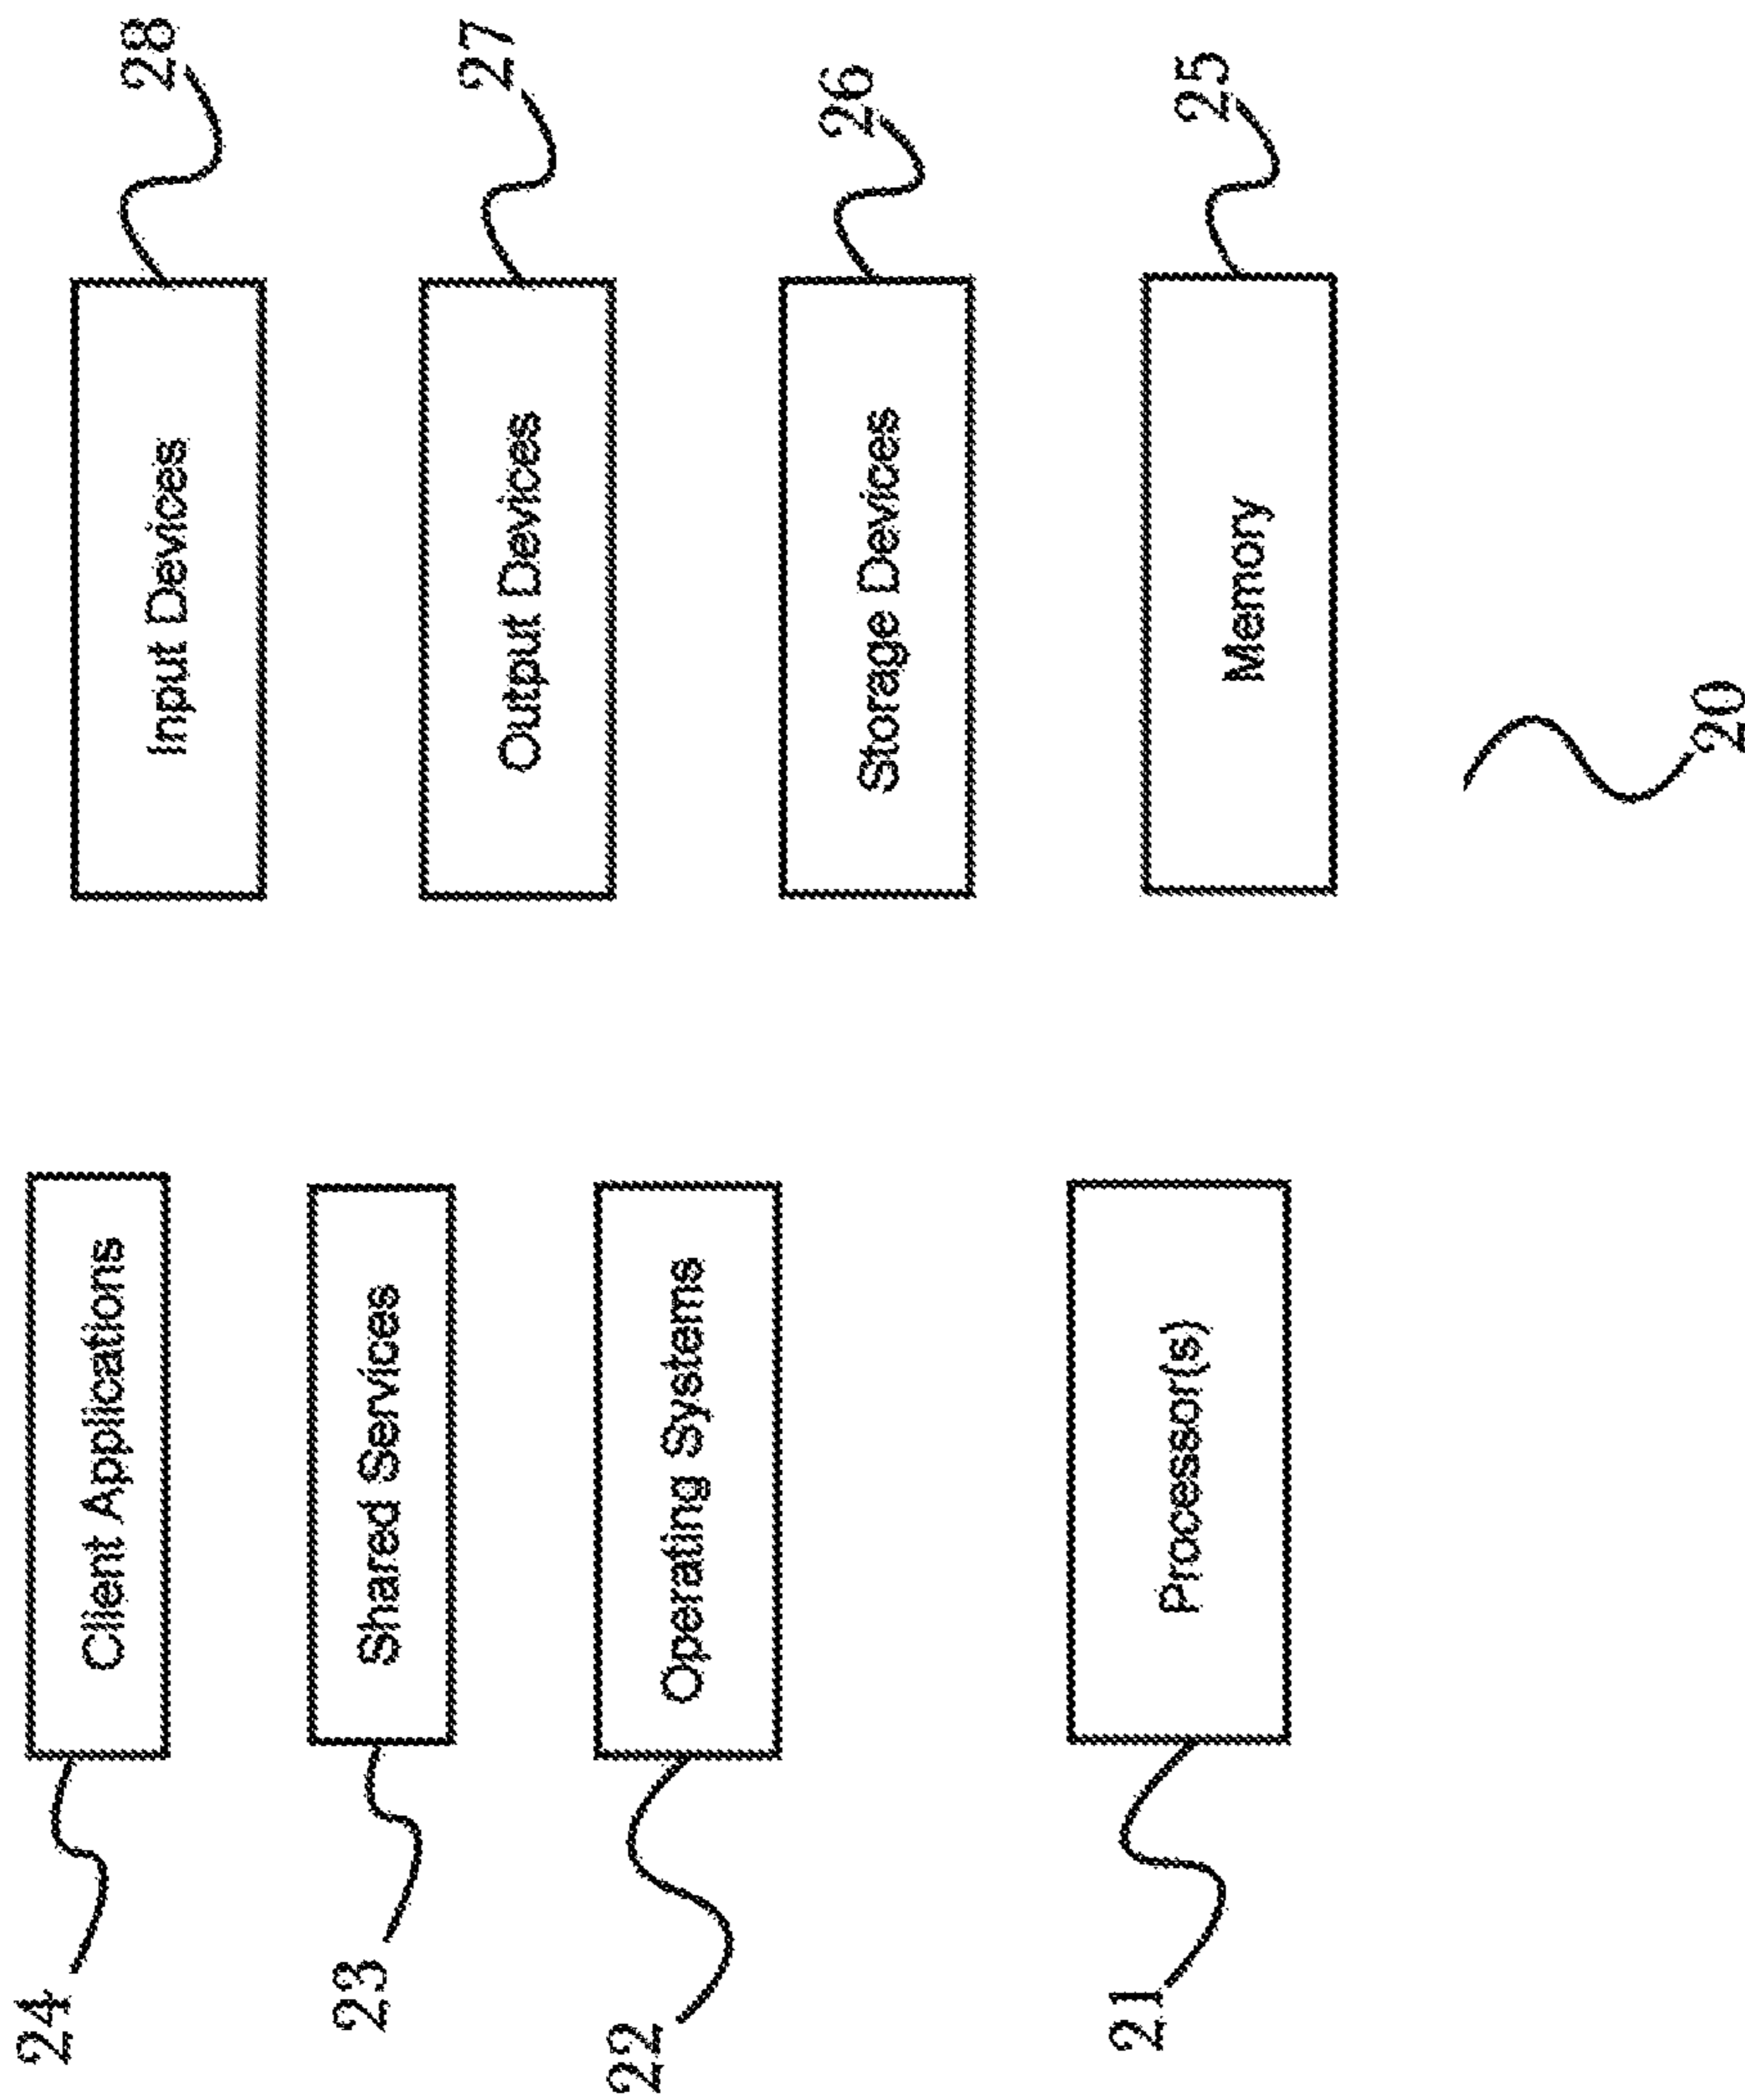 24
Client Applications
Input Devices
28
23
Shared Services
Output Devices
27
22
Operating Systems
Storage Devices
26
21
Processor(s)
Memory
25
20